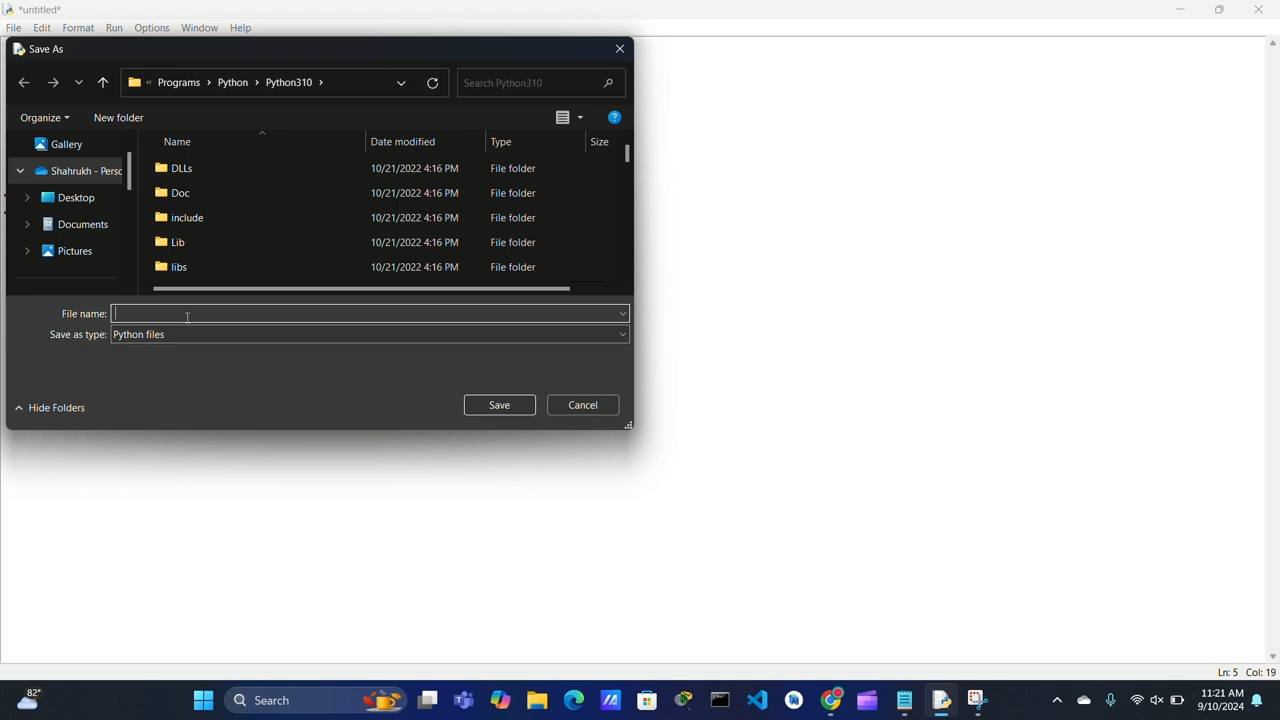 *untitled*
File Edit Format Run Options Window Help
Save As
« Programs > Python > Python310 >
Search Python310
Organize New folder
Name Date modified Type Size
Gallery
Shahrukh - Persc
Desktop
Documents
Pictures
DLLs 10/21/2022 4:16 PM File folder
Doc 10/21/2022 4:16 PM File folder
include 10/21/2022 4:16 PM File folder
Lib 10/21/2022 4:16 PM File folder
libs 10/21/2022 4:16 PM File folder
File name:
Save as type: Python files
Hide Folders
Save Cancel
Ln: 5 Col: 19
82°
Search
11:21 AM
9/10/2024